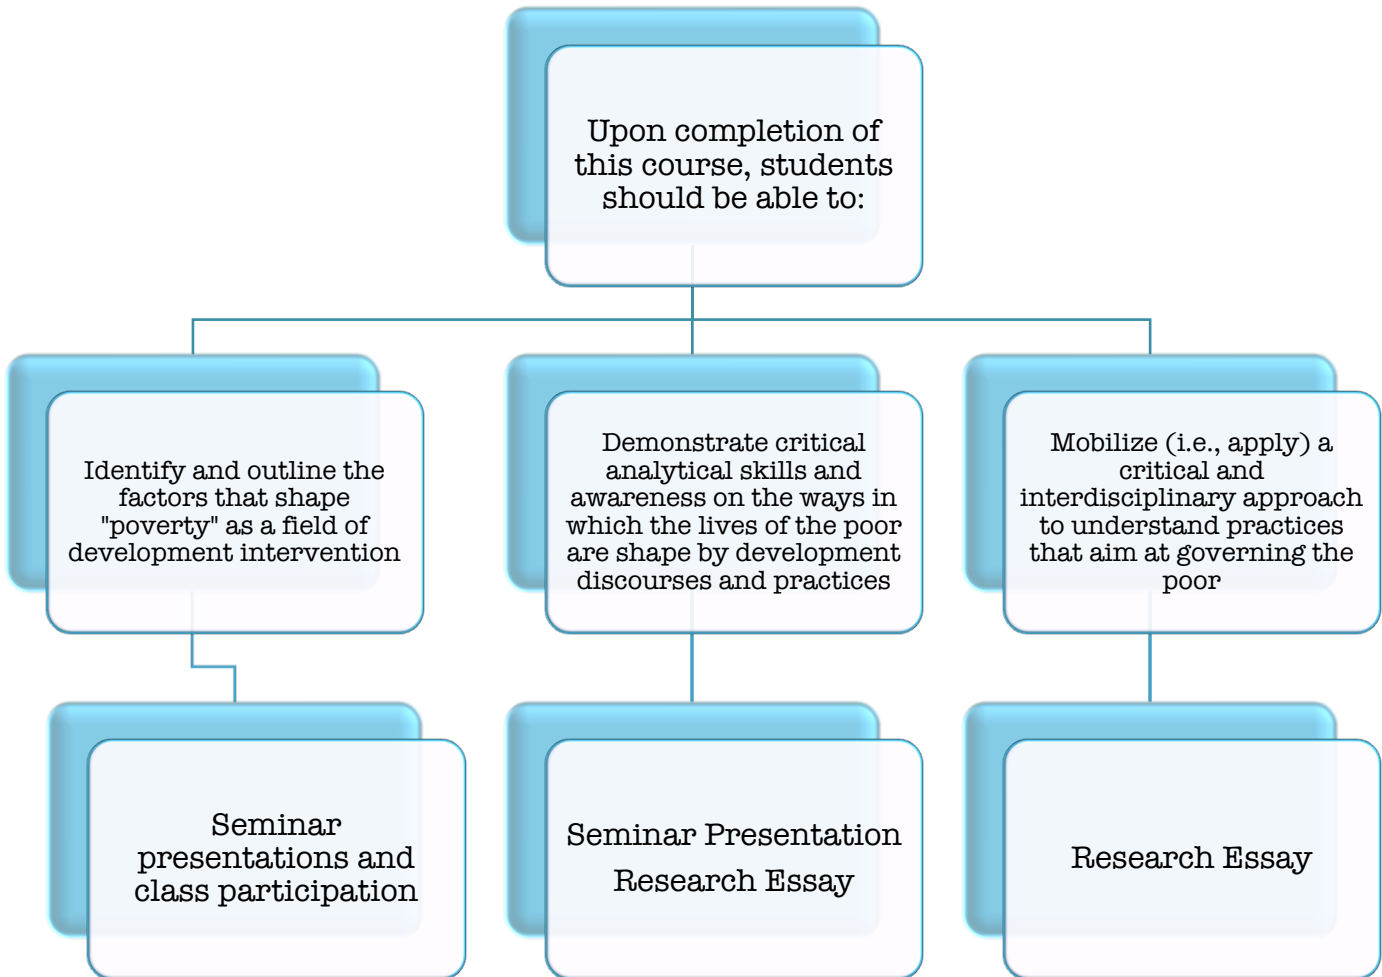 Upon completion of
this course, students
should be able to:
Identify and outline the
factors that shape
"poverty" as a field of
development intervention
Demonstrate critical
analytical skills and
awareness on the ways in
which the lives of the poor
are shape by development
discourses and practices
Mobilize (i.e., apply) a
critical and
interdisciplinary approach
to understand practices
that aim at governing the
poor
Seminar
presentations and
class participation
Seminar Presentation
Research Essay
Research Essay